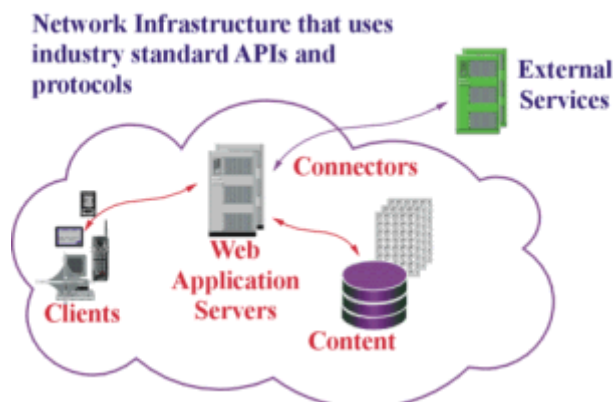 Network Infrastructure that uses
industry standard APIs and
protocols
External
Services
Connectors
Web
Application
Servers
Clients
Content